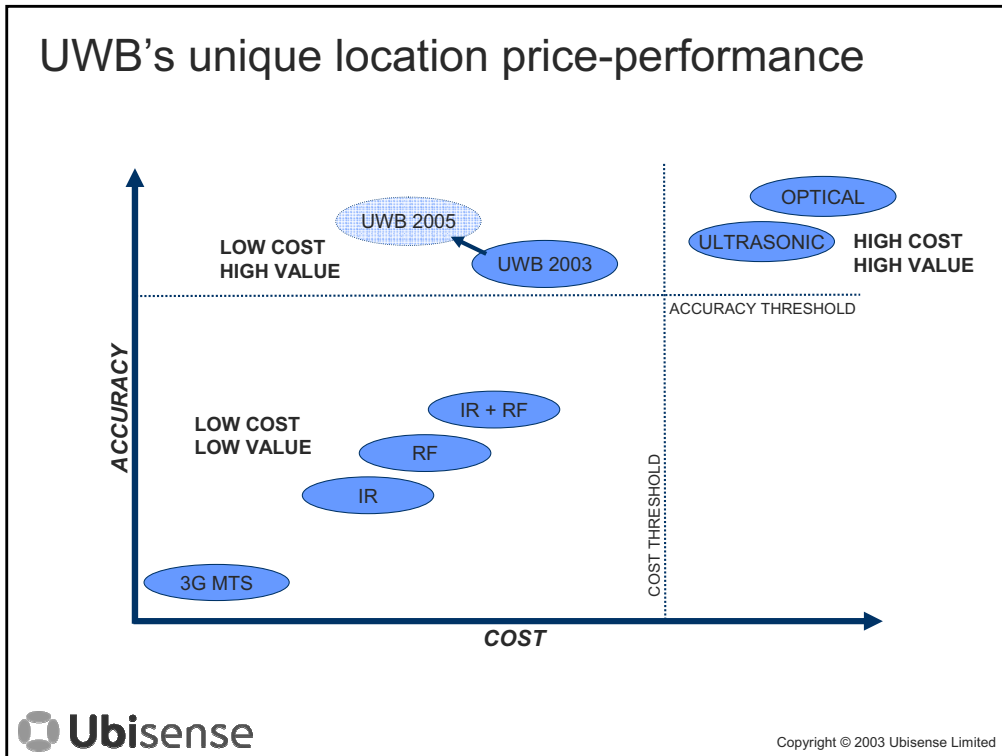 UWB's unique location price-performance
OPTICAL
UWB 2005
ULTRASONIC
HIGH COST
HIGH VALUE
LOW COST
HIGH VALUE
UWB 2003
ACCURACY THRESHOLD
ACCURACY
IR + RF
LOW COST
LOW VALUE
RF
IR
COST THRESHOLD
3G MTS
COST
Ubisense
Copyright © 2003 Ubisense Limited